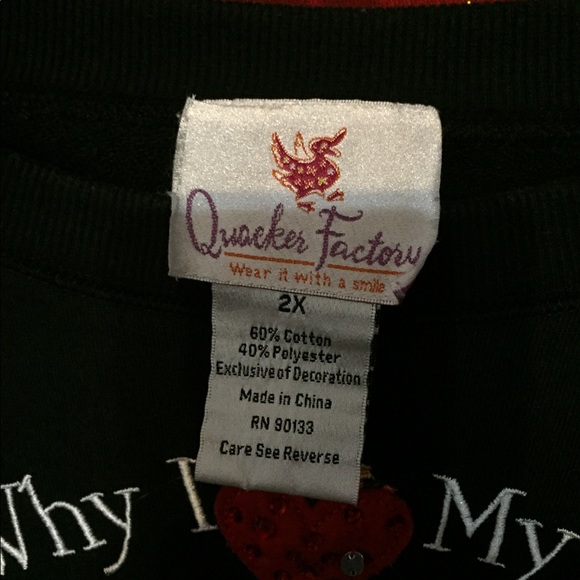 Quacker Factory
Wear it with a smile
2X
60% Cotton
40% Polyester
Exclusive of Decoration
Made in China
RN 90133
Care See Reverse
Why I My